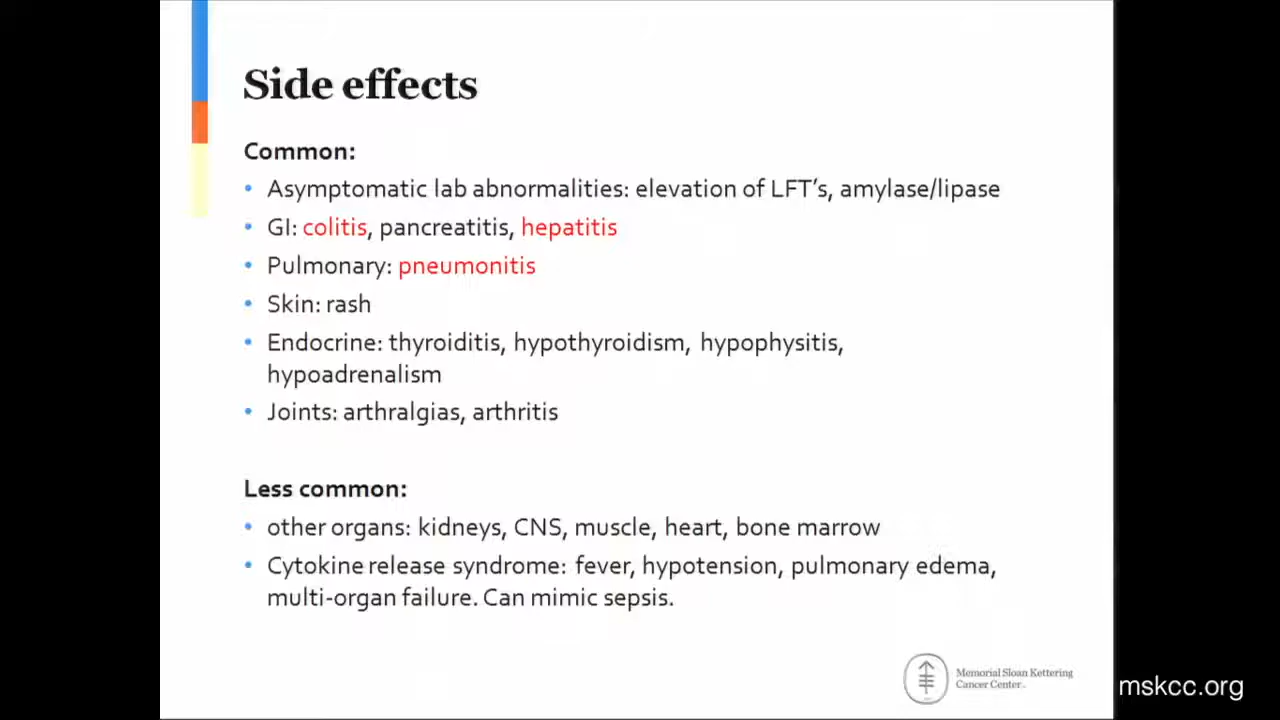 Side effects
Common:
• Asymptomatic lab abnormalities: elevation of LFT's, amylase/lipase
• GI: colitis, pancreatitis, hepatitis
• Pulmonary: pneumonitis
• Skin: rash
• Endocrine: thyroiditis, hypothyroidism, hypophysitis,
hypoadrenalism
• Joints: arthralgias, arthritis
Less common:
• other organs: kidneys, CNS, muscle, heart, bone marrow
• Cytokine release syndrome: fever, hypotension, pulmonary edema,
multi-organ failure. Can mimic sepsis.
Memorial Sloan Kettering
Cancer Center
mskcc.org